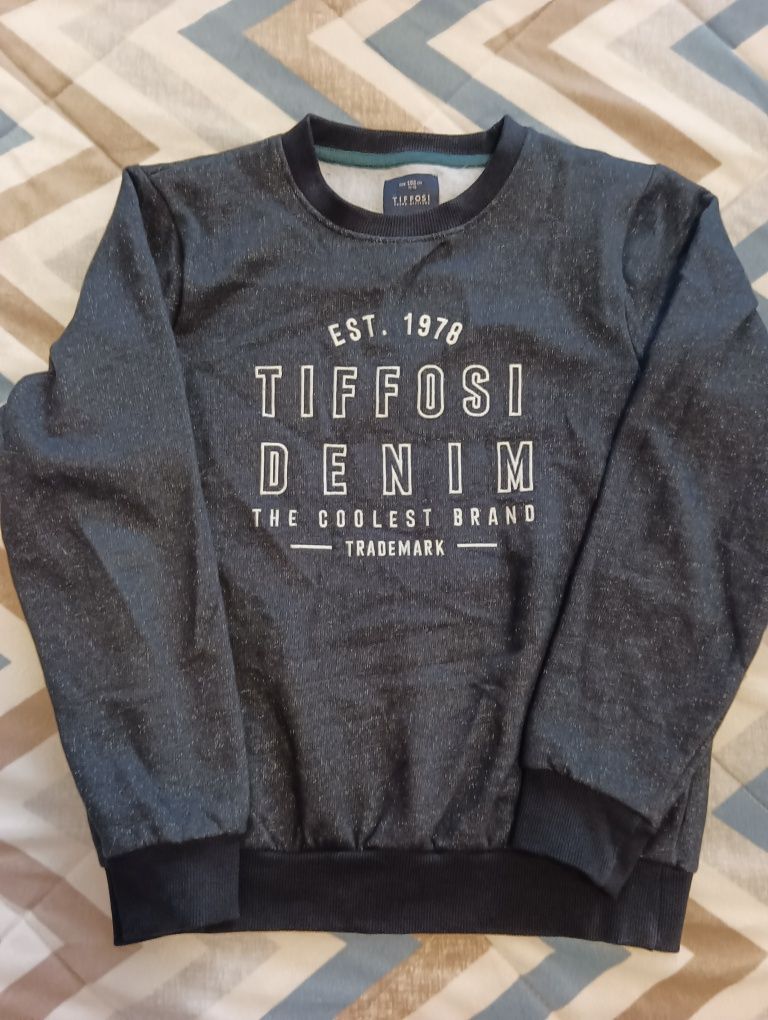 TIFFOSI
EST. 1978
TIFFOSI
DENIM
THE COOLEST BRAND
TRADEMARK